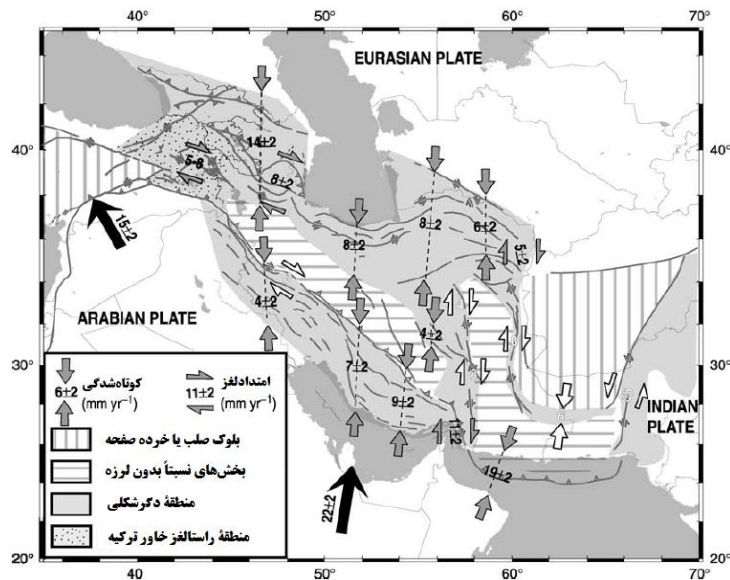 40° 50° 60° 70°
EURASIAN PLATE
40° 40°
14±2
5-8
8±2
15±2
8±2
8±2
6±2
5±2
4±2
4±2
7±2
9±2
11±2
19±2
22±2
ARABIAN PLATE
INDIAN
PLATE
30° 30°
20° 20°
40° 50° 60° 70°
کوتاه‌شدگی
6±2 (mm yr⁻¹)
امتدادلغز
11±2 (mm yr⁻¹)
بلوک صلب یا خرده صفحه
بخش‌های نسبتاً بدون لرزه
منطقهٔ دگرشکلی
منطقهٔ راستالغز خاور ترکیه